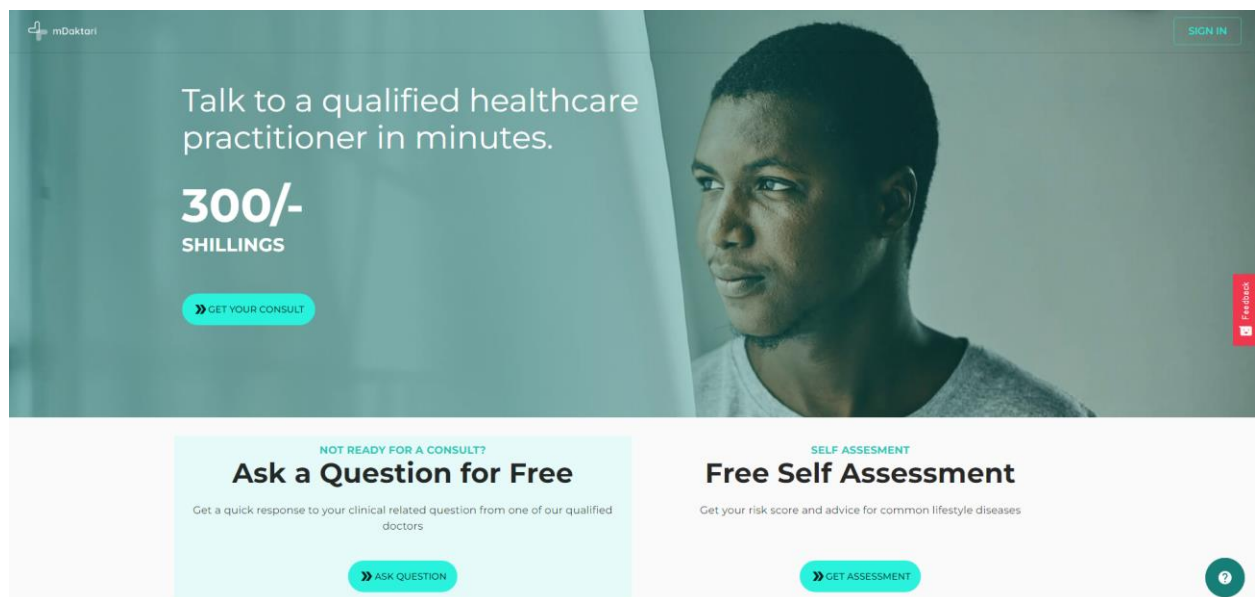 mDaktari
SIGN IN
Talk to a qualified healthcare
practitioner in minutes.
300/-
SHILLINGS
GET YOUR CONSULT
Feedback
NOT READY FOR A CONSULT?
Ask a Question for Free
Get a quick response to your clinical related question from one of our qualified
doctors
ASK QUESTION
SELF ASSESMENT
Free Self Assessment
Get your risk score and advice for common lifestyle diseases
GET ASSESSMENT
?